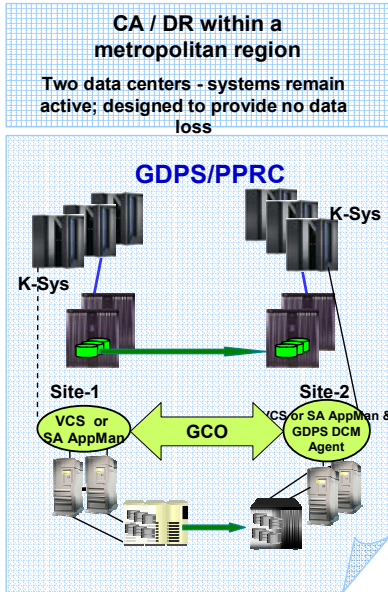 CA / DR within a
metropolitan region
Two data centers - systems remain
active; designed to provide no data
loss
GDPS/PPRC
K-Sys
K-Sys
Site-1
Site-2
VCS or
SA AppMan
GCO
VCS or SA AppMan &
GDPS DCM
Agent